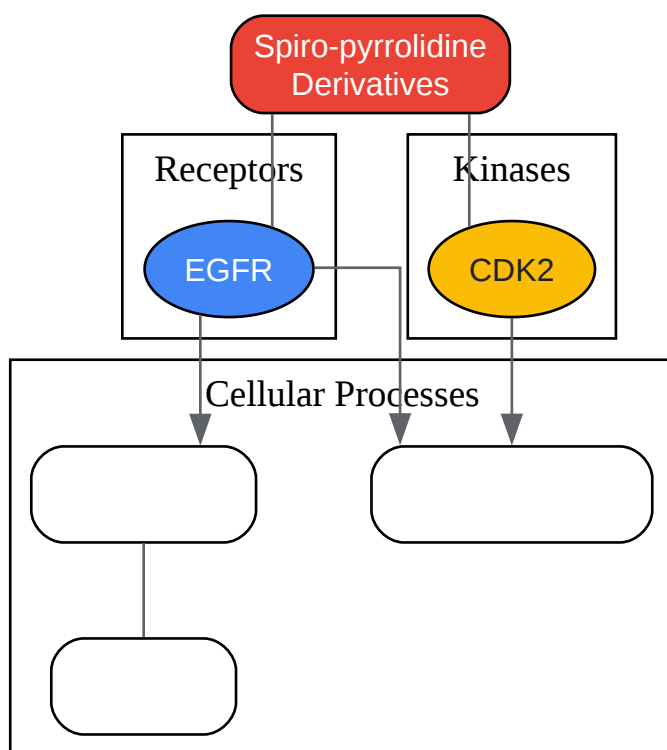 Spiro-pyrrolidine
Derivatives
Receptors
Kinases
EGFR
CDK2
Cellular Processes